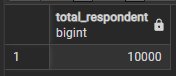 total_respondent
bigint
1 10000